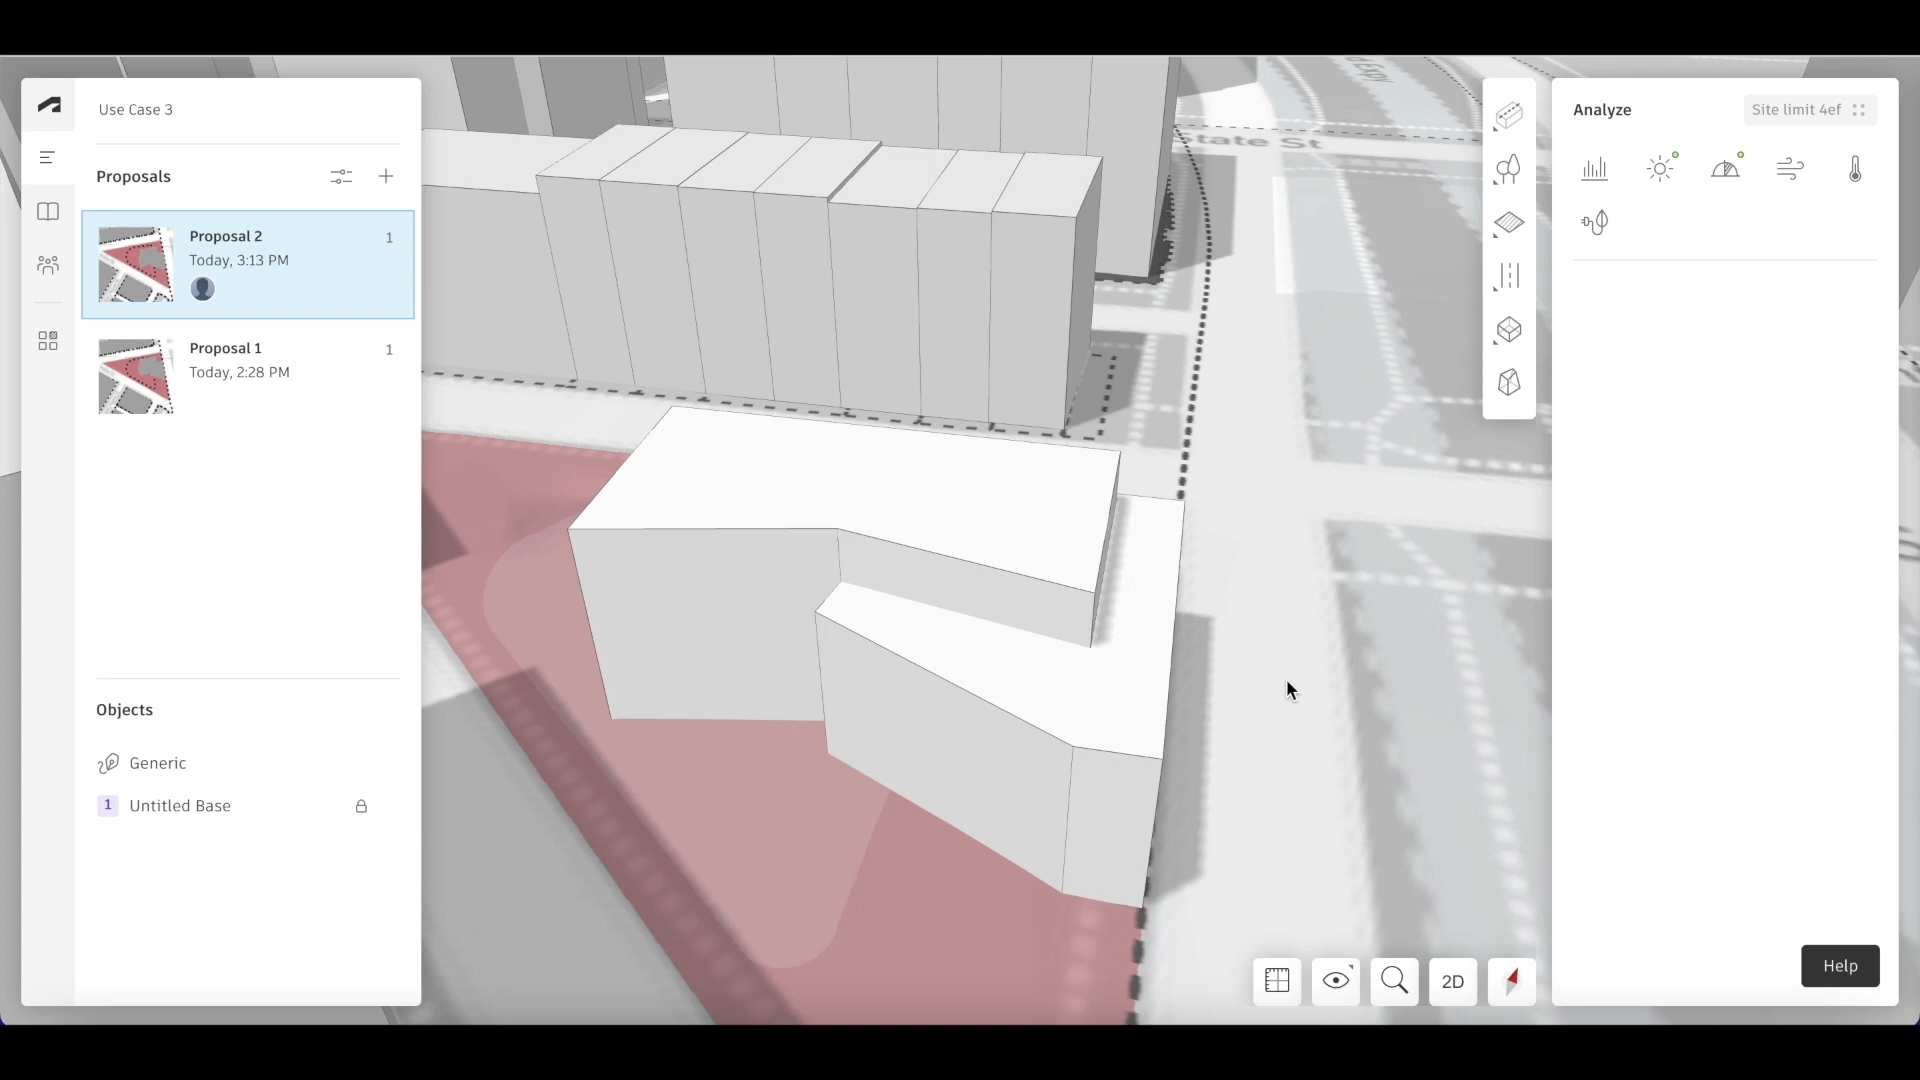 Use Case 3
Proposals
Proposal 2
1
Today, 3:13 PM
Proposal 1
1
Today, 2:28 PM
Objects
Generic
1
Untitled Base
State St
d Expy
Analyze
Site limit 4ef
2D
Help